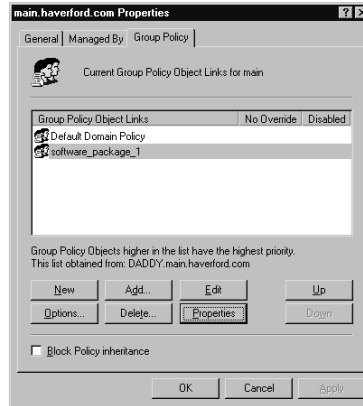 main.haverford.com Properties
General Managed By Group Policy
Current Group Policy Object Links for main
Group Policy Object Links No Override Disabled
Default Domain Policy
software_package_1
Group Policy Objects higher in the list have the highest priority.
This list obtained from: DADDY.main.haverford.com
New Add... Edit Up
Options... Delete... Properties Down
Block Policy inheritance
OK Cancel Apply